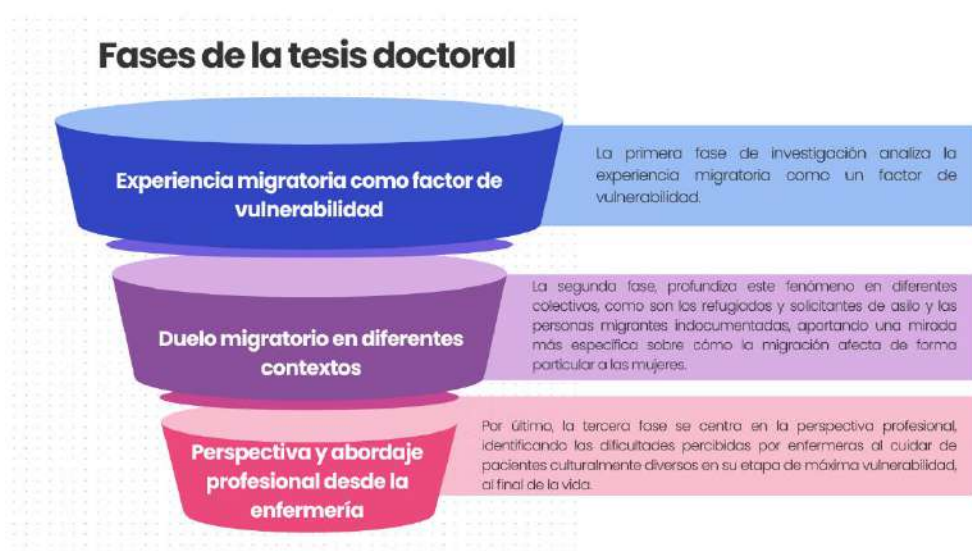 Fases de la tesis doctoral
Experiencia migratoria como factor de
vulnerabilidad
La primera fase de investigación analiza la
experiencia migratoria como un factor de
vulnerabilidad.
Duelo migratorio en diferentes
contextos
La segunda fase, profundiza este fenómeno en diferentes
colectivos, como son los refugiados y solicitantes de asilo y las
personas migrantes indocumentadas, aportando una mirada
más específica sobre cómo la migración afecta de forma
particular a las mujeres.
Perspectiva y abordaje
profesional desde la
enfermería
Por último, la tercera fase se centra en la perspectiva profesional,
identificando las dificultades percibidas por enfermeras al cuidar de
pacientes culturalmente diversos en su etapa de máxima vulnerabilidad,
al final de la vida.